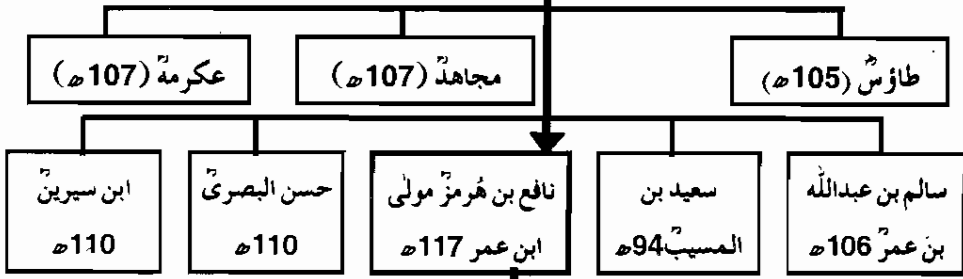 طاؤسؒ (105ھ)
مجاهدؒ (107ھ)
عکرمهؒ (107ھ)
سالم بن عبداللّٰه
بن عمرؓ 106ھ
سعید بن
المسیبؒ 94ھ
نافع بن هُرمزؒ مولٰی
ابن عمر 117ھ
حسن البصریؒ
110ھ
ابن سیرینؒ
110ھ